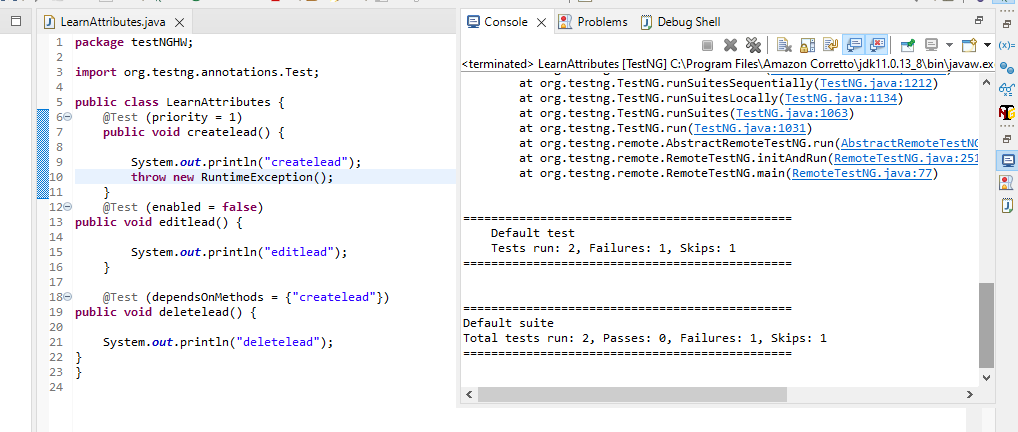 LearnAttributes.java
1 package testNGHW;
2
3 import org.testng.annotations.Test;
4
5 public class LearnAttributes {
6 @Test (priority = 1)
7 public void createlead() {
8
9 System.out.println("createlead");
10 throw new RuntimeException();
11 }
12 @Test (enabled = false)
13 public void editlead() {
14
15 System.out.println("editlead");
16 }
17
18 @Test (dependsOnMethods = {"createlead"})
19 public void deletelead() {
20
21 System.out.println("deletelead");
22 }
23 }
24
Console Problems Debug Shell
<terminated> LearnAttributes [TestNG] C:\Program Files\Amazon Corretto\jdk11.0.13_8\bin\javaw.ex
at org.testng.TestNG.runSuitesSequentially(TestNG.java:1212)
at org.testng.TestNG.runSuitesLocally(TestNG.java:1134)
at org.testng.TestNG.runSuites(TestNG.java:1063)
at org.testng.TestNG.run(TestNG.java:1031)
at org.testng.remote.AbstractRemoteTestNG.run(AbstractRemoteTestNG
at org.testng.remote.RemoteTestNG.initAndRun(RemoteTestNG.java:251
at org.testng.remote.RemoteTestNG.main(RemoteTestNG.java:77)
===============================================
Default test
Tests run: 2, Failures: 1, Skips: 1
===============================================
===============================================
Default suite
Total tests run: 2, Passes: 0, Failures: 1, Skips: 1
===============================================